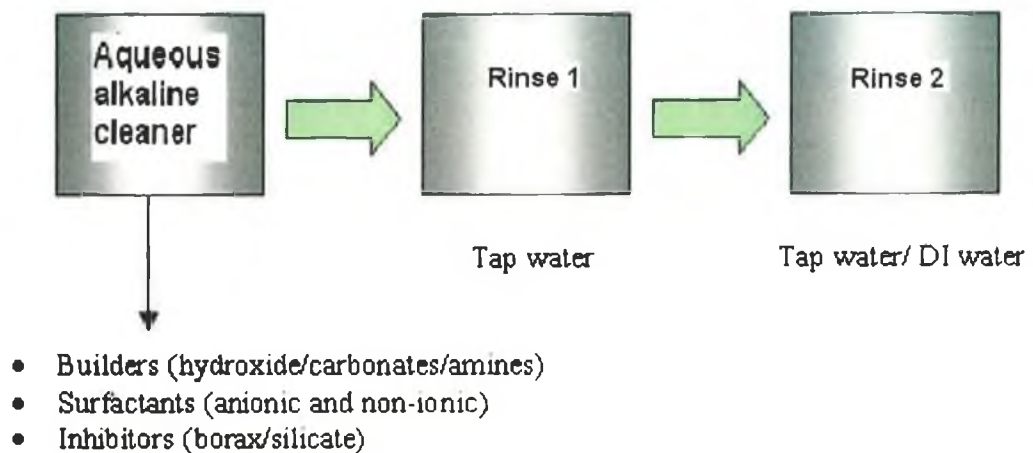 Aqueous
alkaline
cleaner
Rinse 1
Rinse 2
Tap water
Tap water/ DI water
• Builders (hydroxide/carbonates/amines)
• Surfactants (anionic and non-ionic)
• Inhibitors (borax/silicate)